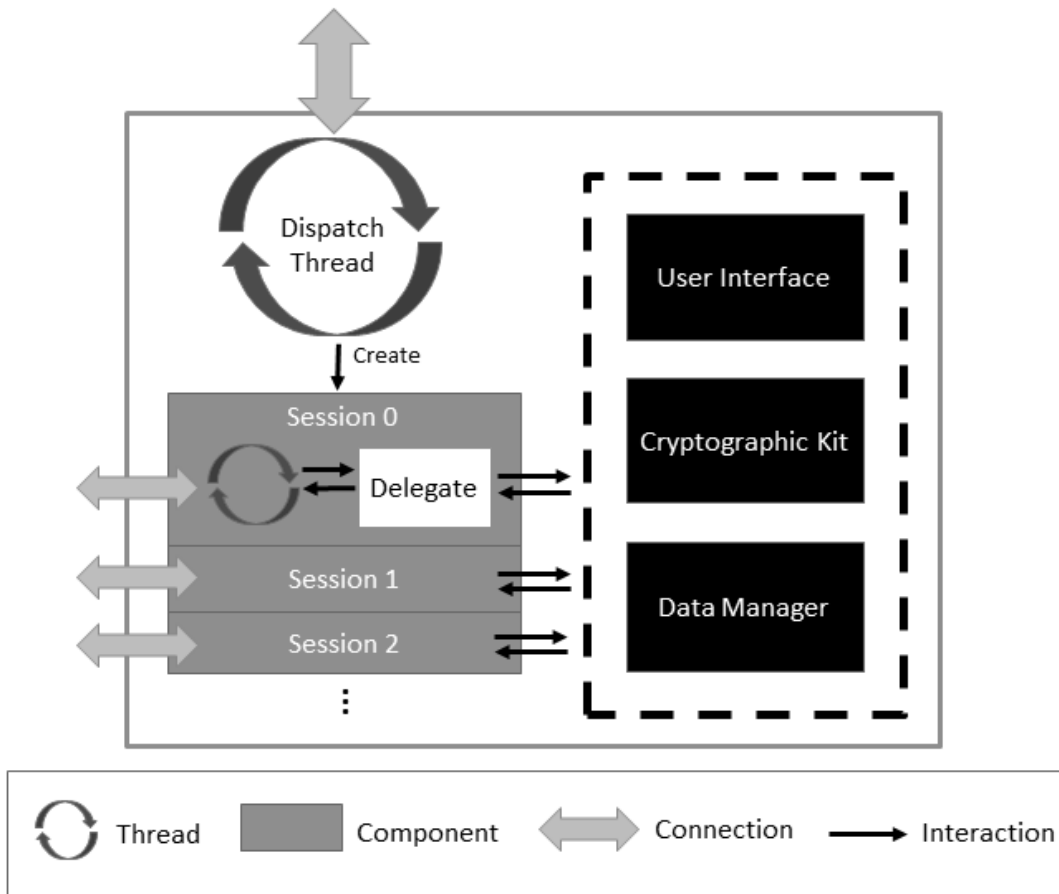 Dispatch
Thread
Create
Session 0
Delegate
Session 1
Session 2
User Interface
Cryptographic Kit
Data Manager
Thread
Component
Connection
Interaction